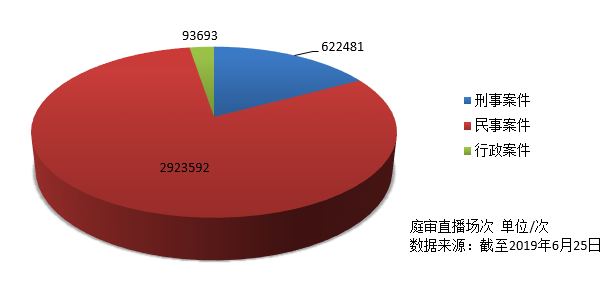 93693
622481
2923592
刑事案件
民事案件
行政案件
庭审直播场次 单位/次
数据来源：截至2019年6月25日